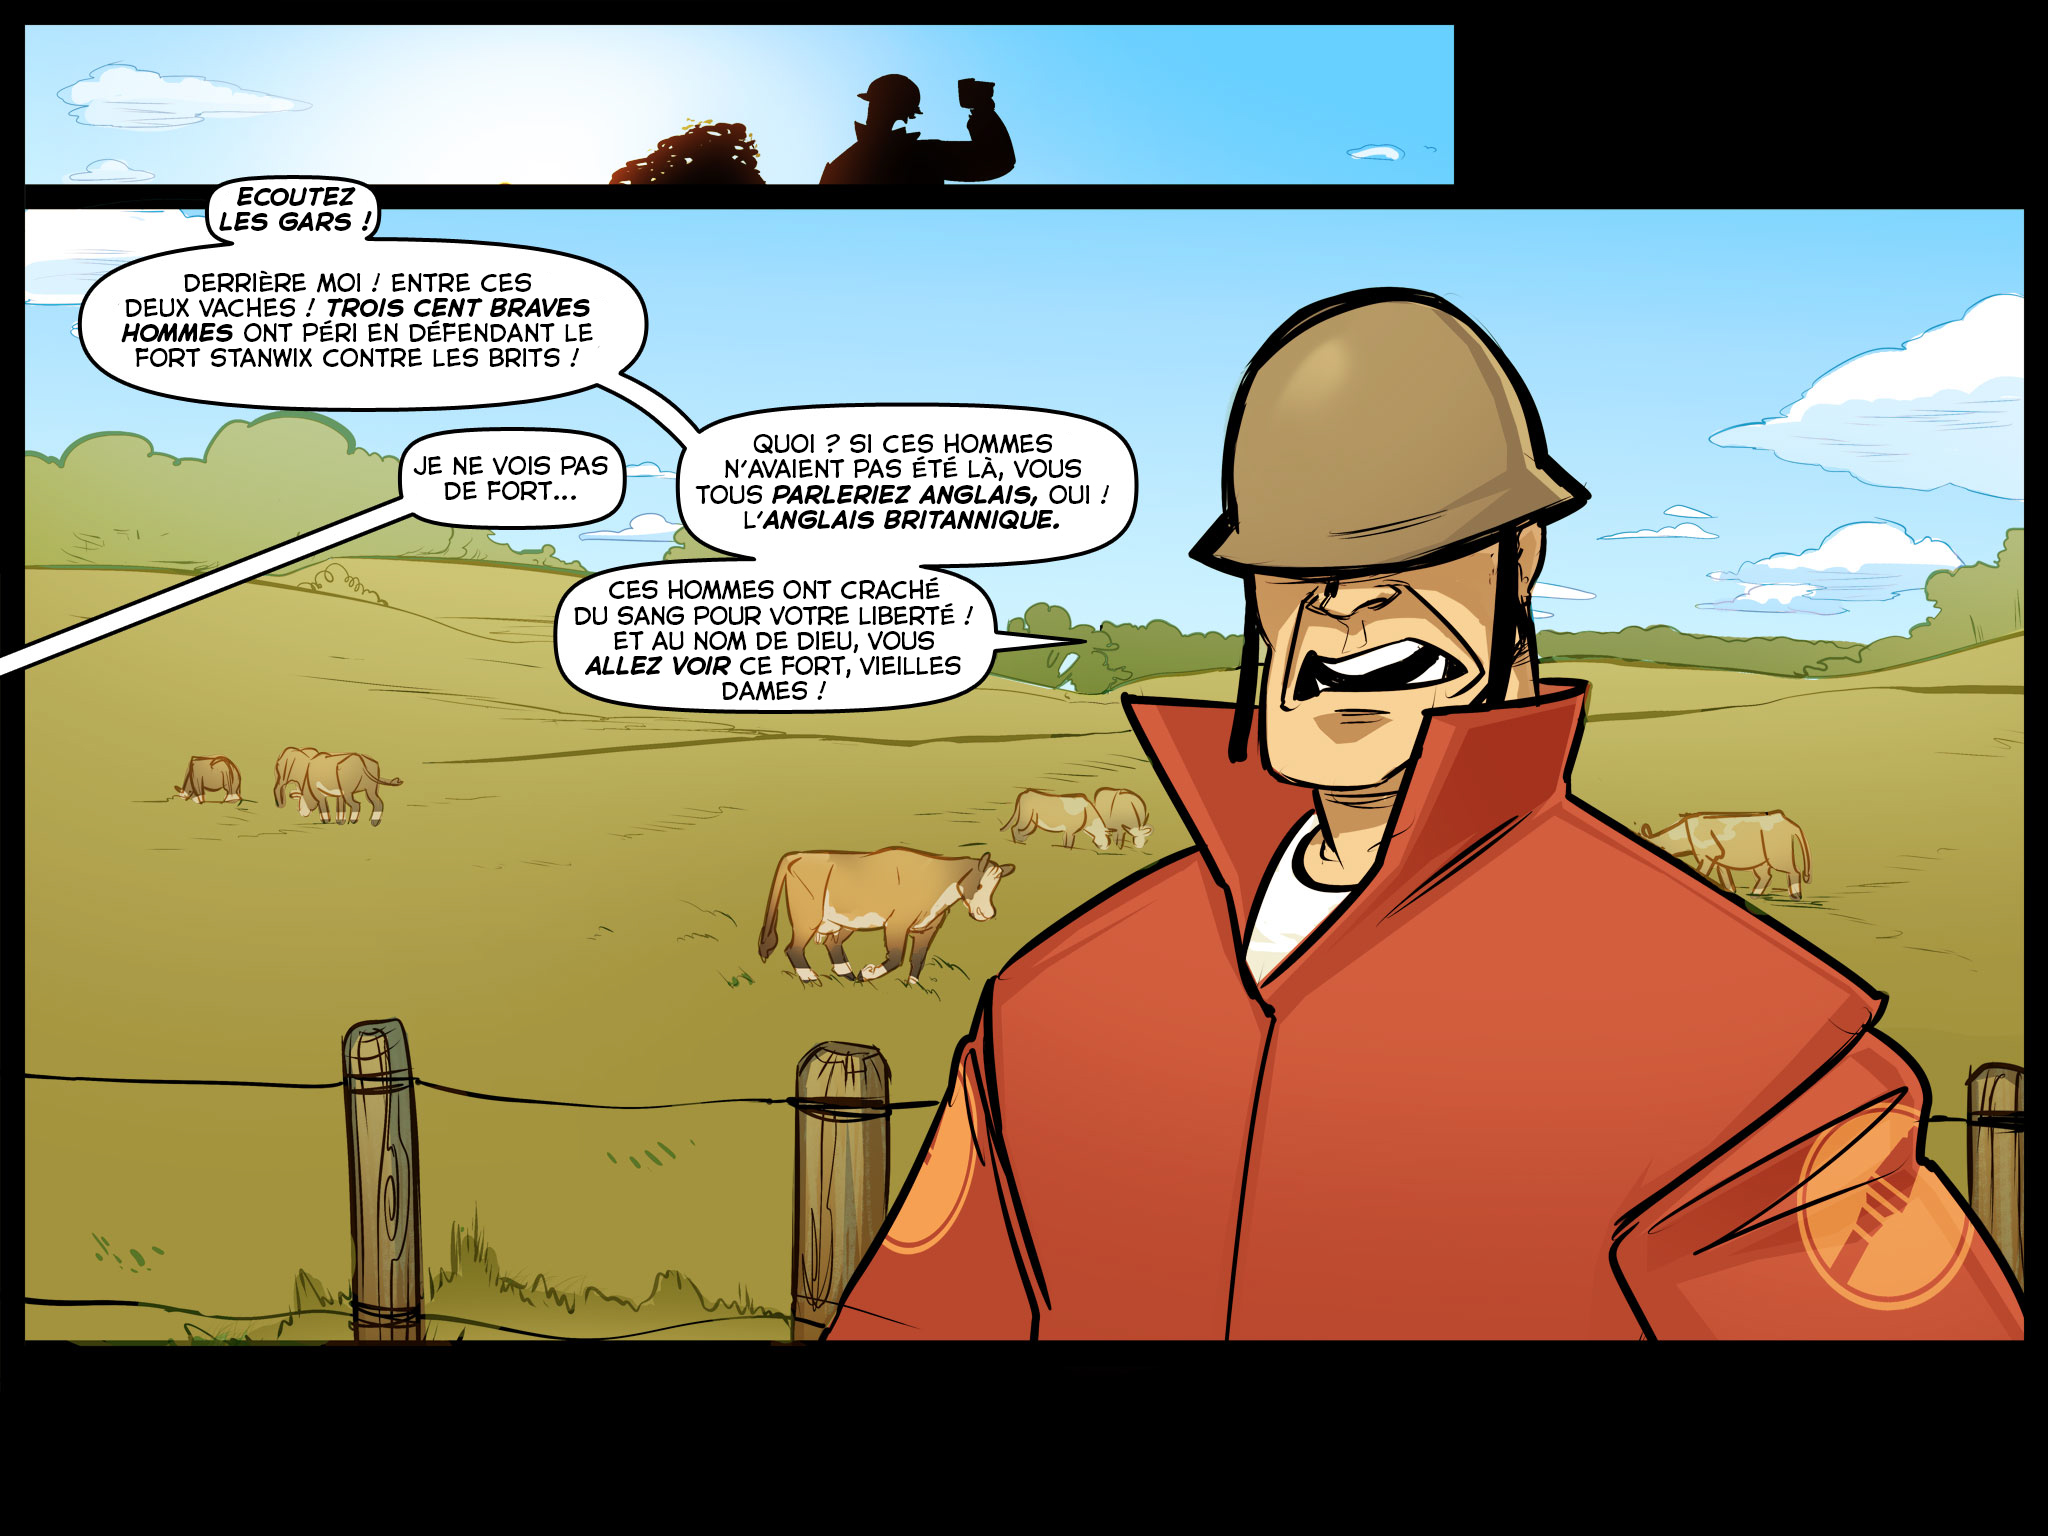 ECOUTEZ
LES GARS !
DERRIÈRE MOI ! ENTRE CES
DEUX VACHES ! TROIS CENT BRAVES
HOMMES ONT PÉRI EN DÉFENDANT LE
FORT STANWIX CONTRE LES BRITS !
JE NE VOIS PAS
DE FORT...
QUOI ? SI CES HOMMES
N'AVAIENT PAS ÉTÉ LÀ, VOUS
TOUS PARLERIEZ ANGLAIS, OUI !
L'ANGLAIS BRITANNIQUE.
CES HOMMES ONT CRACHÉ
DU SANG POUR VOTRE LIBERTÉ !
ET AU NOM DE DIEU, VOUS
ALLEZ VOIR CE FORT, VIEILLES
DAMES !